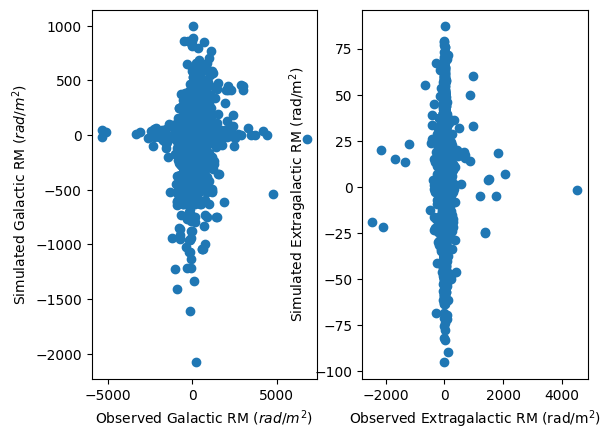 1000
500
0
−500
−1000
−1500
−2000
Simulated Galactic RM (rad/m²)
−5000 0 5000
Observed Galactic RM (rad/m²)
75
50
25
0
−25
−50
−75
−100
Simulated Extragalactic RM (rad/m²)
−2000 0 2000 4000
Observed Extragalactic RM (rad/m²)